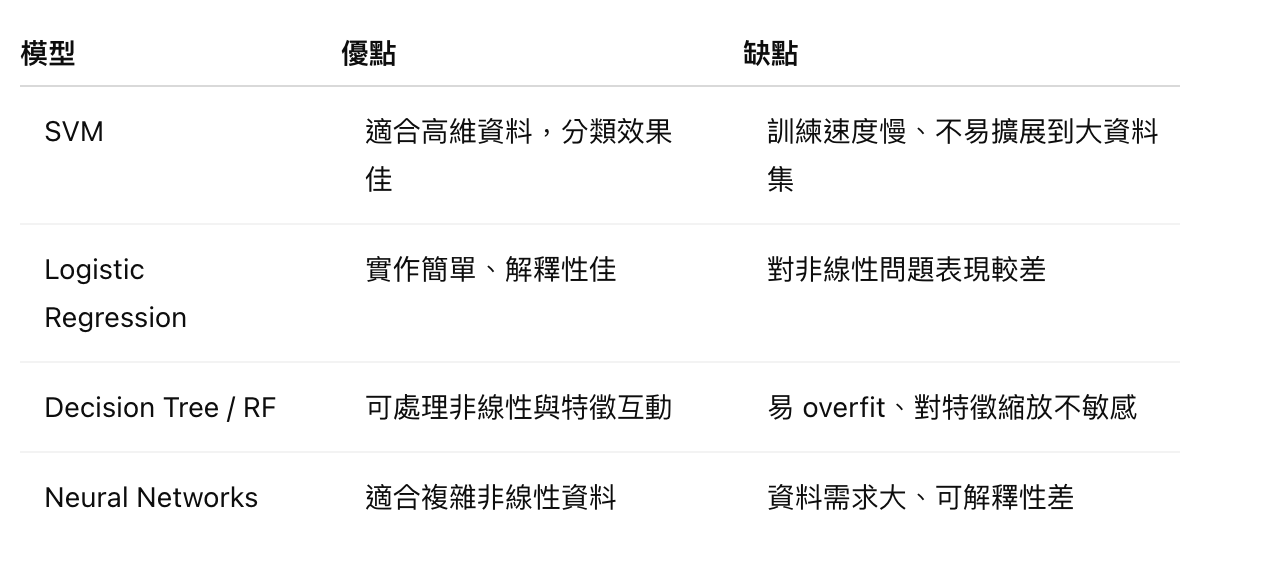 模型 優點 缺點
SVM 適合高維資料，分類效果 訓練速度慢、不易擴展到大資料
佳 集
Logistic 實作簡單、解釋性佳 對非線性問題表現較差
Regression
Decision Tree / RF 可處理非線性與特徵互動 易 overfit、對特徵縮放不敏感
Neural Networks 適合複雜非線性資料 資料需求大、可解釋性差